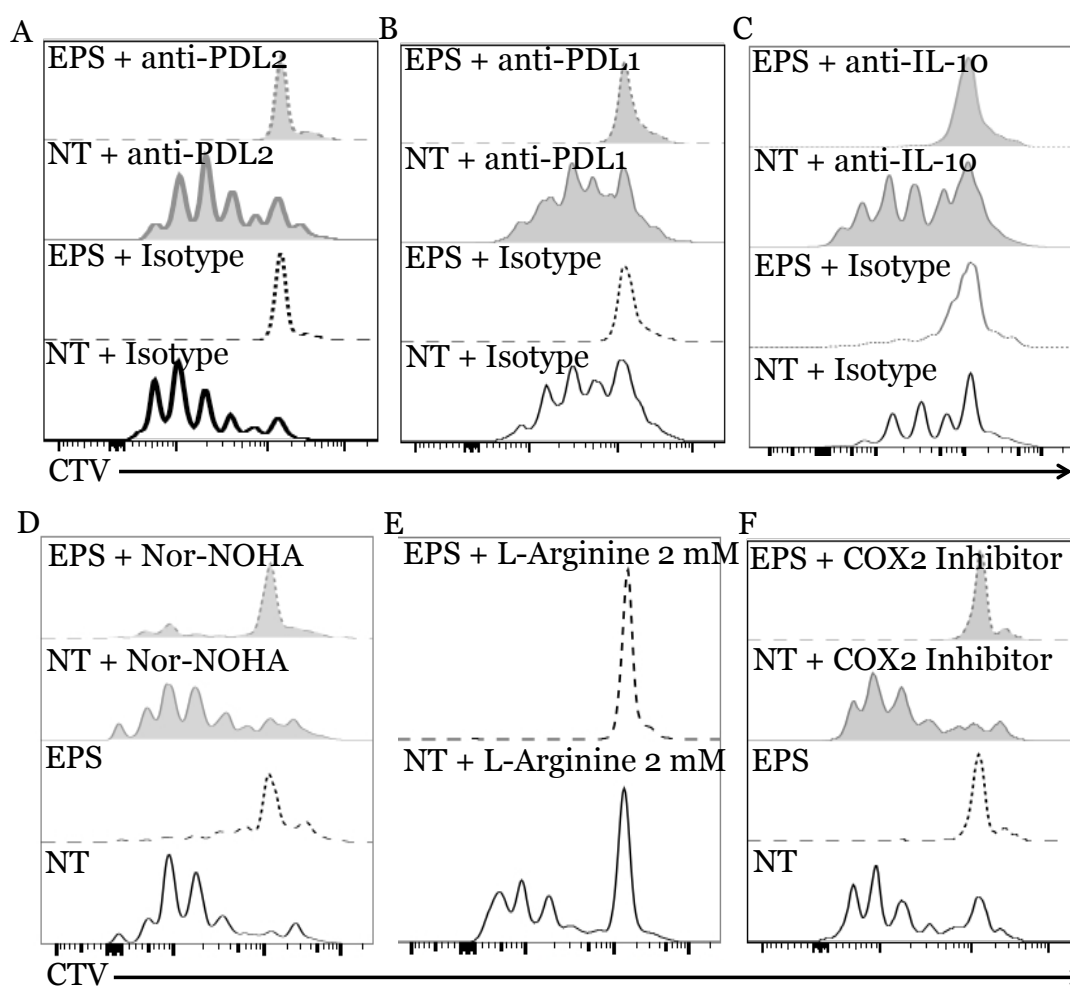 A
EPS + anti-PDL2
NT + anti-PDL2
EPS + Isotype
NT + Isotype
B
EPS + anti-PDL1
NT + anti-PDL1
EPS + Isotype
NT + Isotype
C
EPS + anti-IL-10
NT + anti-IL-10
EPS + Isotype
NT + Isotype
CTV
D
EPS + Nor-NOHA
NT + Nor-NOHA
EPS
NT
E
EPS + L-Arginine 2 mM
NT + L-Arginine 2 mM
F
EPS + COX2 Inhibitor
NT + COX2 Inhibitor
EPS
NT
CTV